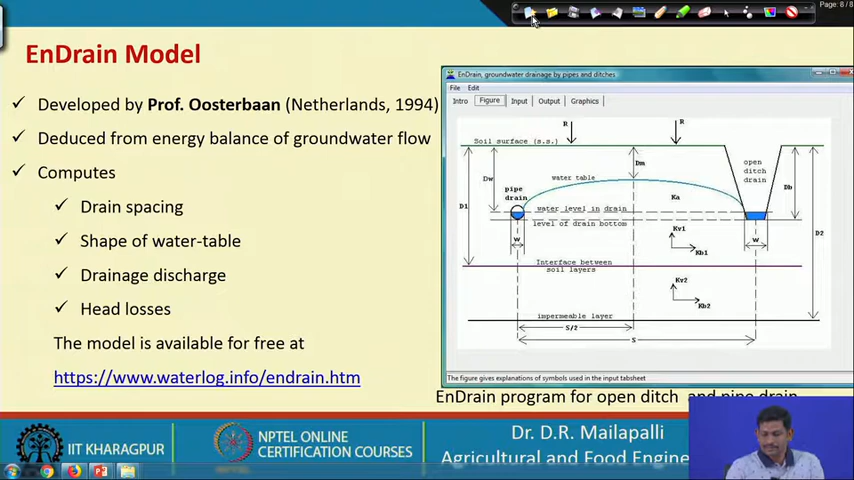 Page: 8/8
EnDrain Model
✓ Developed by Prof. Oosterbaan (Netherlands, 1994)
✓ Deduced from energy balance of groundwater flow
✓ Computes
✓ Drain spacing
✓ Shape of water-table
✓ Drainage discharge
✓ Head losses
The model is available for free at
https://www.waterlog.info/endrain.htm
EnDrain, groundwater drainage by pipes and ditches
File Edit
Intro Figure Input Output Graphics
R R
Soil surface (s.s.)
Dw
Dm
water table
open
ditch
drain
pipe
drain
Ka
Db
D1
D2
water level in drain
level of drain bottom
w
w
Kv1
Kb1
Interface between
soil layers
Kv2
Kb2
impermeable layer
S/2
S
The figure gives explanations of symbols used in the input tabsheet
EnDrain program for open ditch and pipe drain
IIT KHARAGPUR
NPTEL ONLINE
CERTIFICATION COURSES
Dr. D.R. Mailapalli
Agricultural and Food Engine